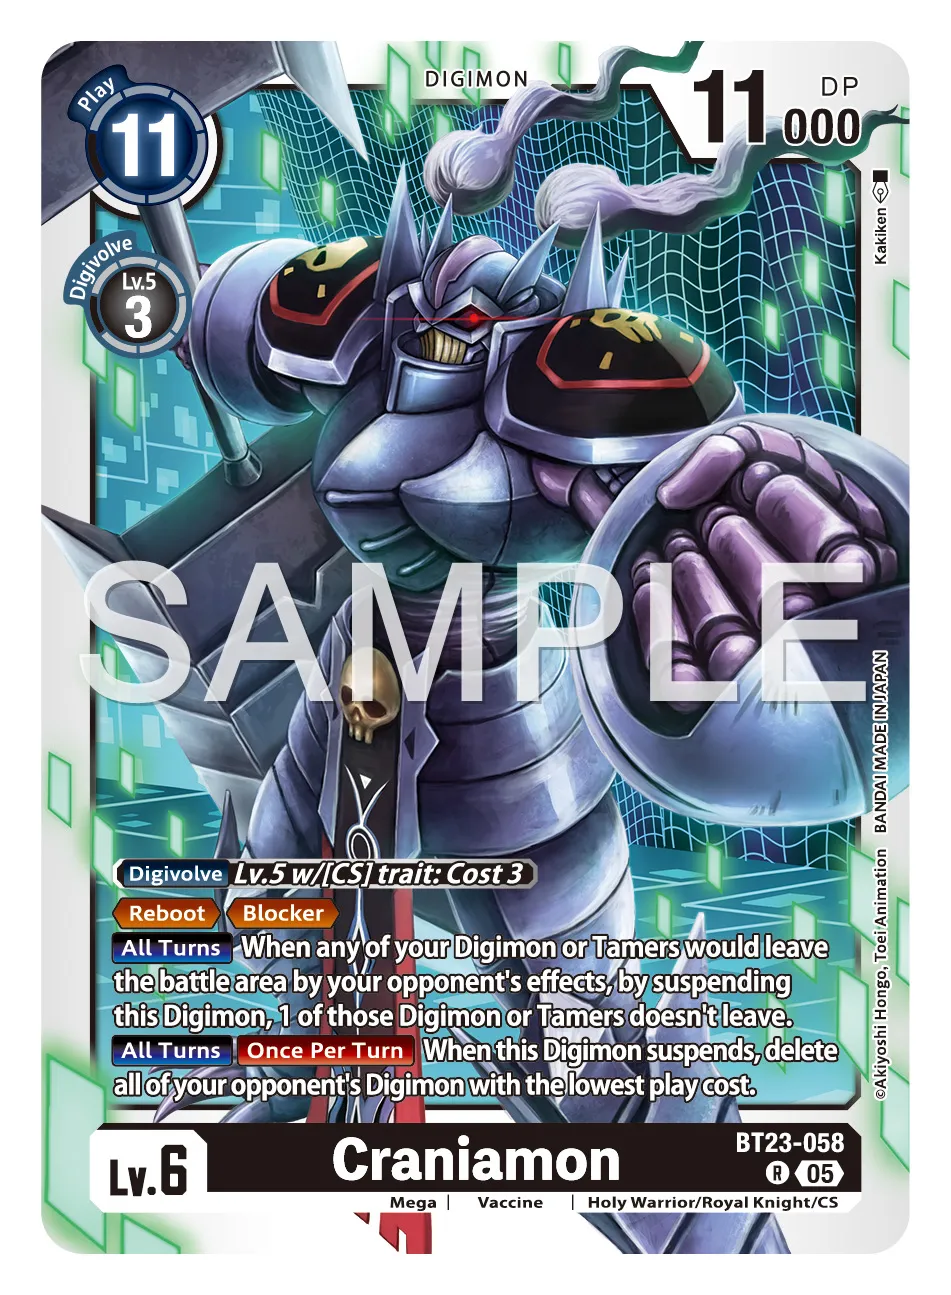 DIGIMON
Play
11
11000 DP
Digivolve
Lv.5
3
Kakiken
SAMPLE
Digivolve Lv.5 w/[CS] trait: Cost 3
Reboot Blocker
All Turns When any of your Digimon or Tamers would leave
the battle area by your opponent's effects, by suspending
this Digimon, 1 of those Digimon or Tamers doesn't leave.
All Turns Once Per Turn When this Digimon suspends, delete
all of your opponent's Digimon with the lowest play cost.
©Akiyoshi Hongo, Toei Animation BANDAI MADE IN JAPAN
Lv.6
Craniamon
BT23-058
R 05
Mega | Vaccine | Holy Warrior/Royal Knight/CS